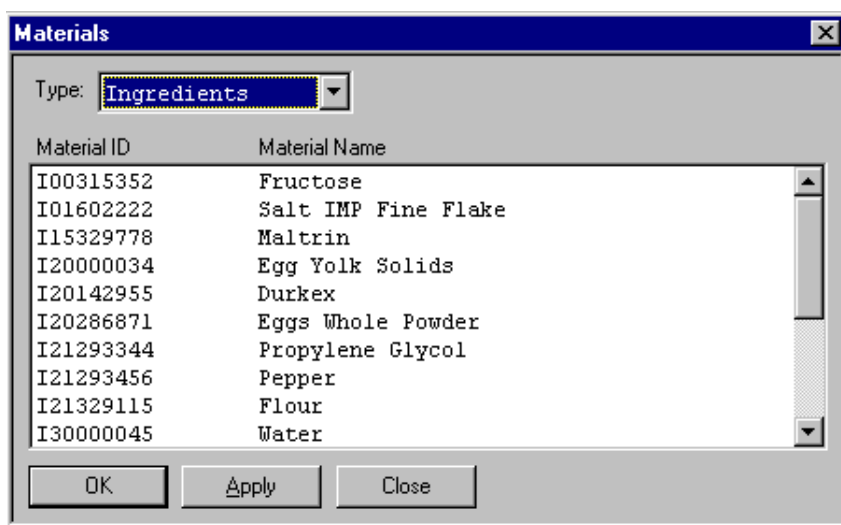 Materials
Type: Ingredients
Material ID Material Name
I00315352 Fructose
I01602222 Salt IMP Fine Flake
I15329778 Maltrin
I20000034 Egg Yolk Solids
I20142955 Durkex
I20286871 Eggs Whole Powder
I21293344 Propylene Glycol
I21293456 Pepper
I21329115 Flour
I30000045 Water
OK Apply Close